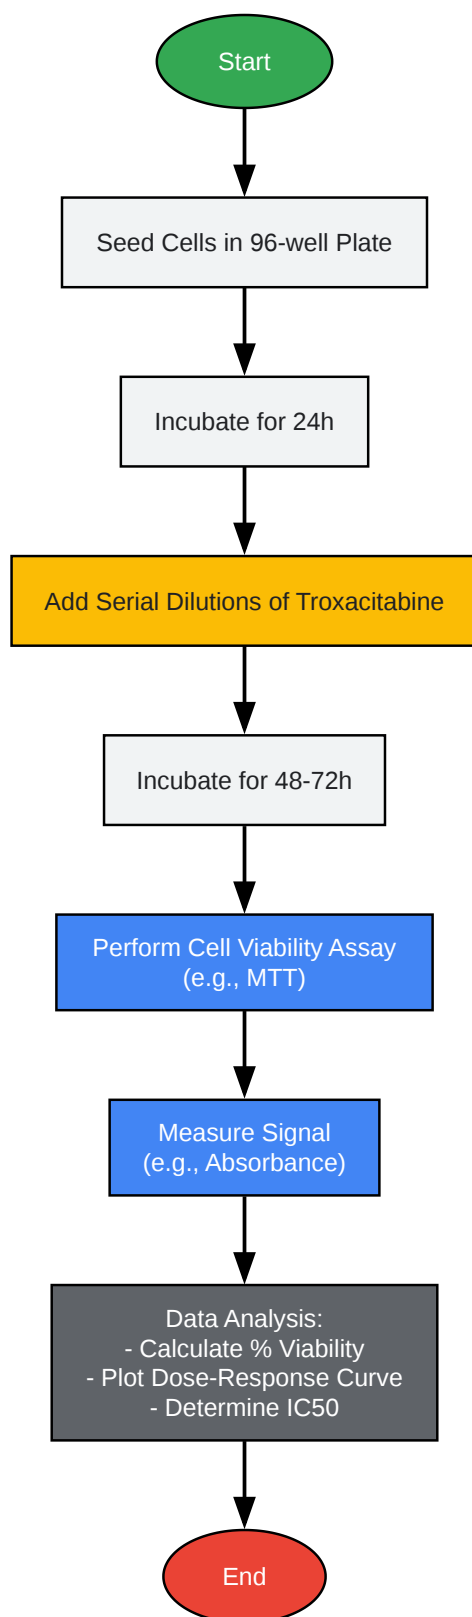 Start
Seed Cells in 96-well Plate
Incubate for 24h
Add Serial Dilutions of Troxacitabine
Incubate for 48-72h
Perform Cell Viability Assay
(e.g., MTT)
Measure Signal
(e.g., Absorbance)
Data Analysis:
- Calculate % Viability
- Plot Dose-Response Curve
- Determine IC50
End